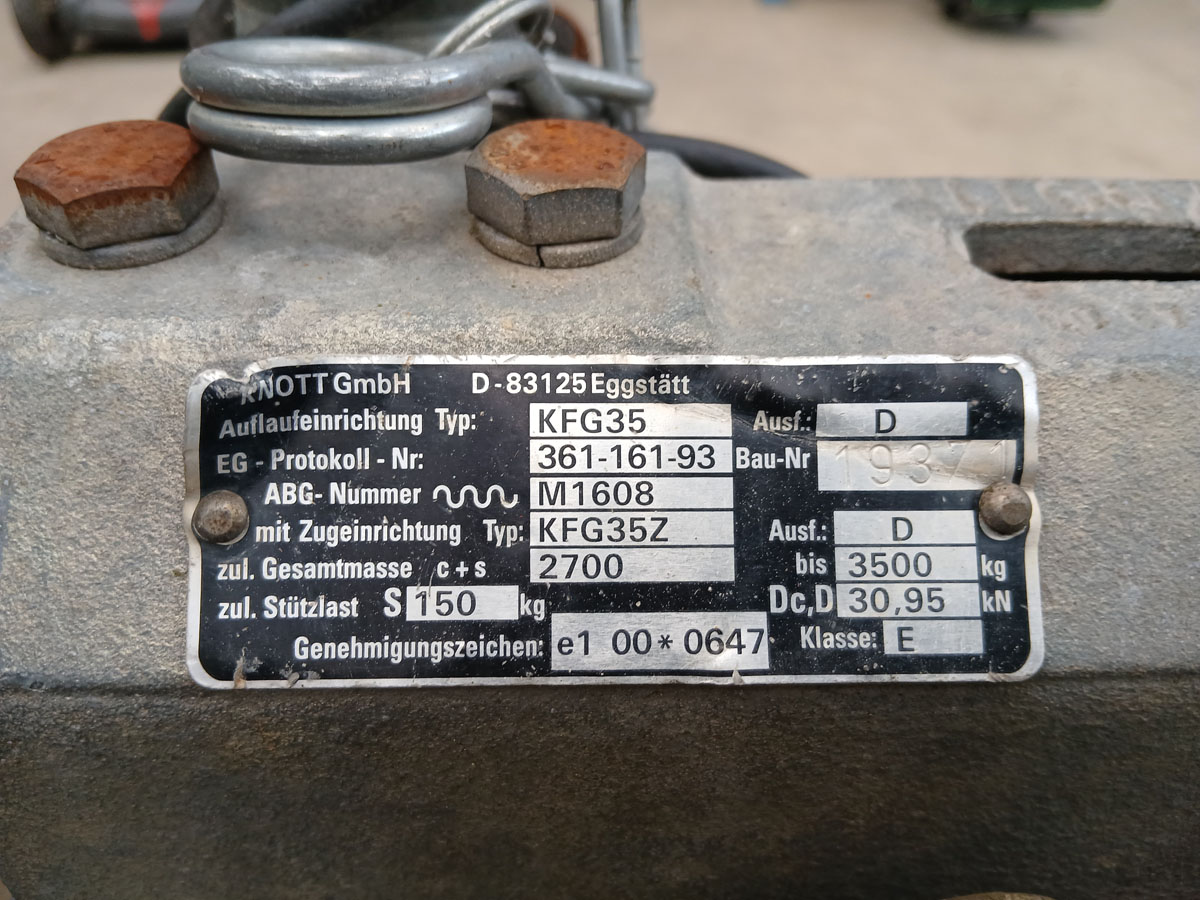 KNOTT GmbH D-83125 Eggstätt
Auflaufeinrichtung Typ: KFG35 Ausf.: D
EG - Protokoll - Nr: 361-161-93 Bau-Nr
ABG- Nummer M1608
mit Zugeinrichtung Typ: KFG35Z Ausf.: D
zul. Gesamtmasse c+s 2700 bis 3500 kg
zul. Stützlast S 150 kg Dc,D 30,95 kN
Genehmigungszeichen: e1 00*0647 Klasse: E